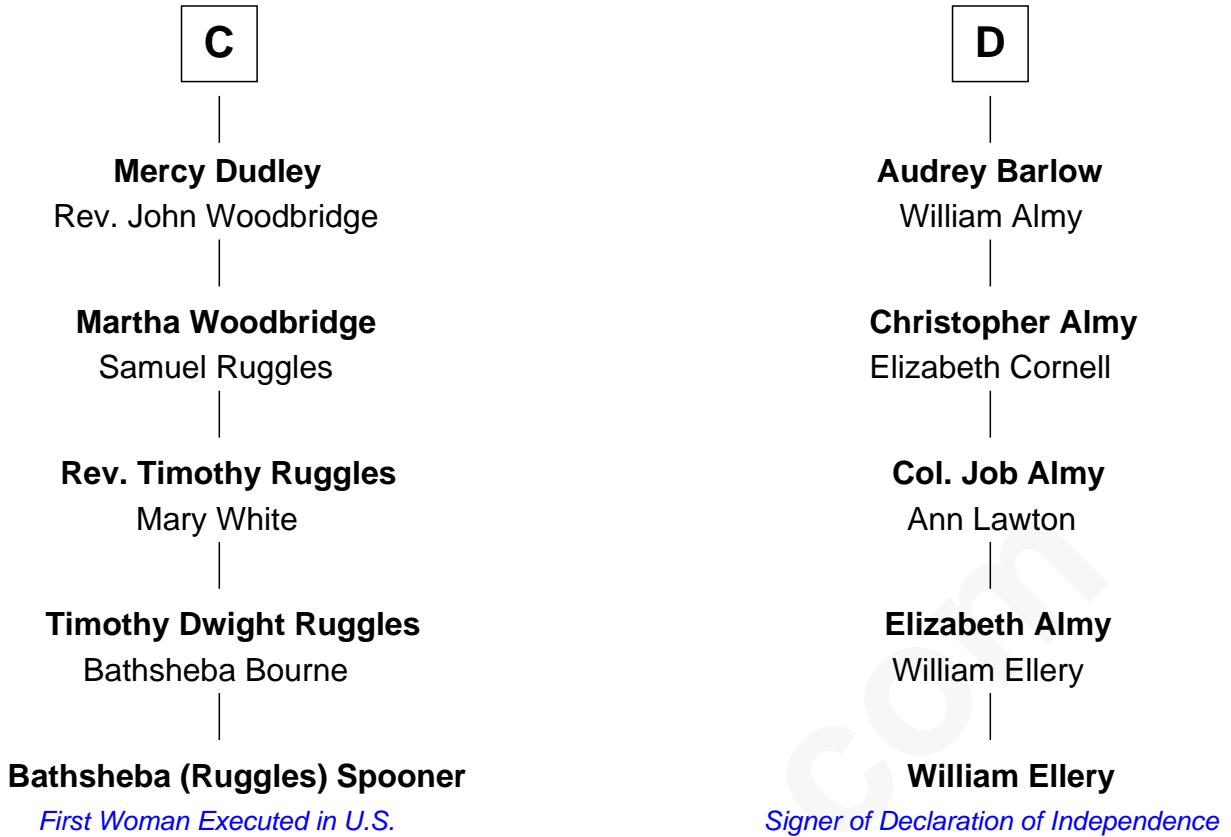 C
Mercy Dudley
Rev. John Woodbridge
Martha Woodbridge
Samuel Ruggles
Rev. Timothy Ruggles
Mary White
Timothy Dwight Ruggles
Bathsheba Bourne
Bathsheba (Ruggles) Spooner
First Woman Executed in U.S.
D
Audrey Barlow
William Almy
Christopher Almy
Elizabeth Cornell
Col. Job Almy
Ann Lawton
Elizabeth Almy
William Ellery
William Ellery
Signer of Declaration of Independence
com